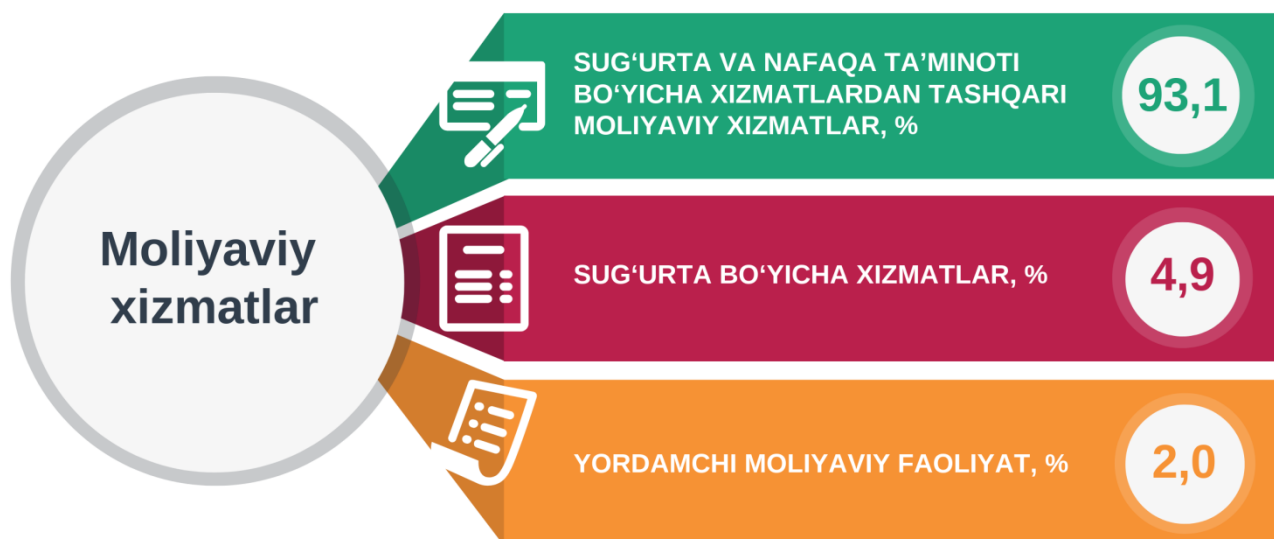 Moliyaviy
xizmatlar
SUG‘URTA VA NAFAQA TA’MINOTI
BO‘YICHA XIZMATLARDAN TASHQARI
MOLIYAVIY XIZMATLAR, %
93,1
SUG‘URTA BO‘YICHA XIZMATLAR, %
4,9
YORDAMCHI MOLIYAVIY FAOLIYAT, %
2,0